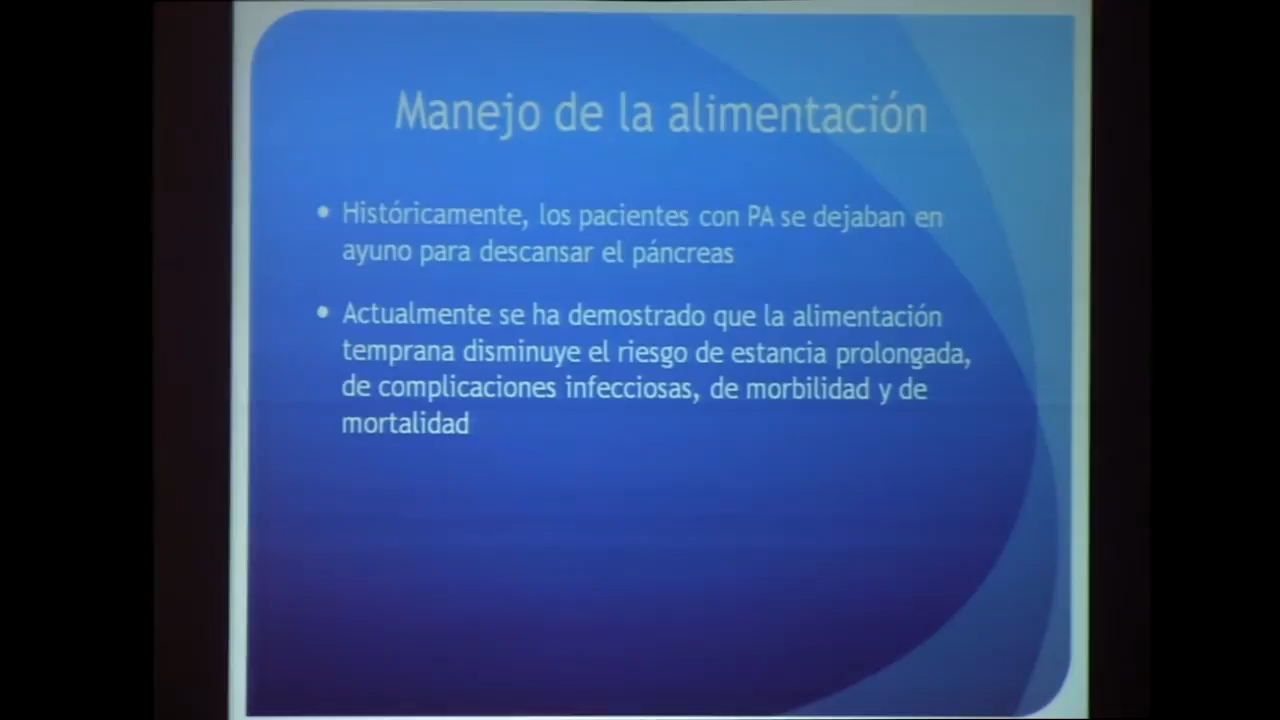 Manejo de la alimentación
• Históricamente, los pacientes con PA se dejaban en
ayuno para descansar el páncreas
• Actualmente se ha demostrado que la alimentación
temprana disminuye el riesgo de estancia prolongada,
de complicaciones infecciosas, de morbilidad y de
mortalidad